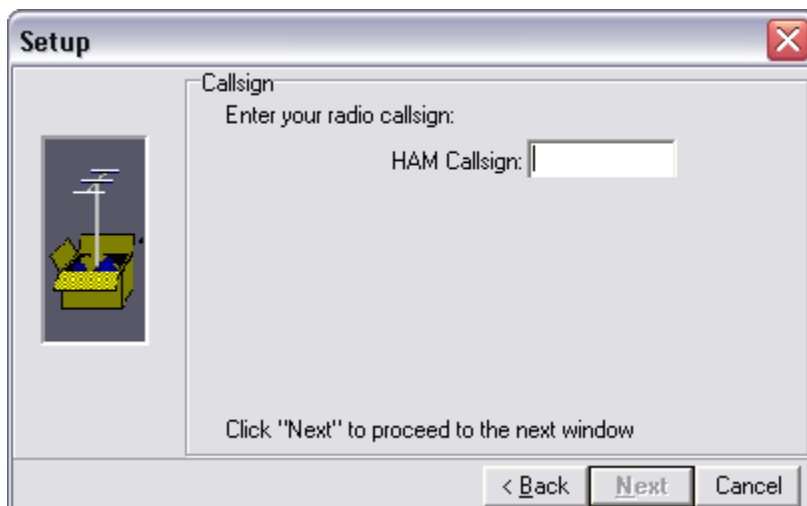 Setup
Callsign
Enter your radio callsign:
HAM Callsign:
Click "Next" to proceed to the next window
< Back Next Cancel